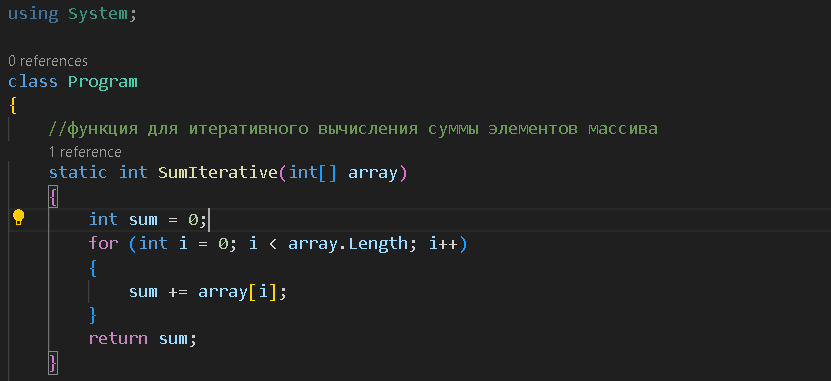 using System;
0 references
class Program
{
//функция для итеративного вычисления суммы элементов массива
1 reference
static int SumIterative(int[] array)
{
int sum = 0;
for (int i = 0; i < array.Length; i++)
{
sum += array[i];
}
return sum;
}